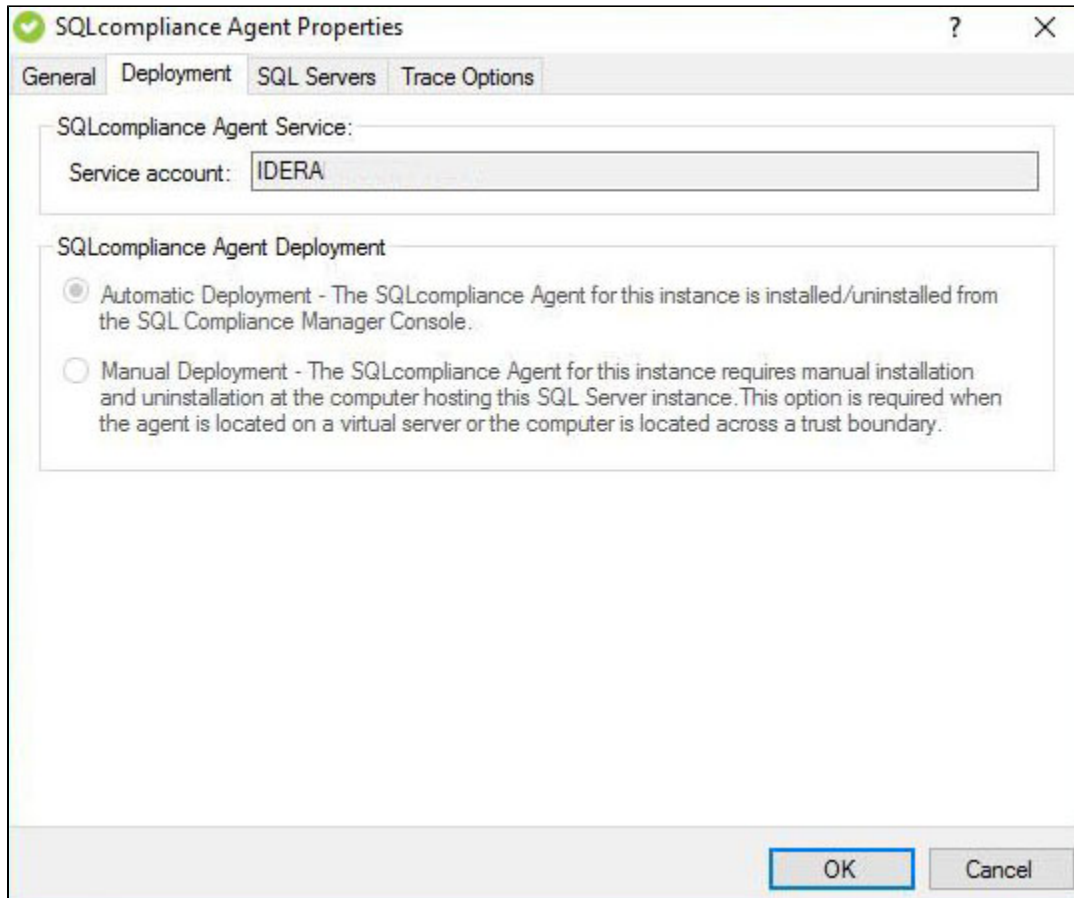 SQLcompliance Agent Properties
?
General Deployment SQL Servers Trace Options
SQLcompliance Agent Service:
Service account: IDERA
SQLcompliance Agent Deployment
Automatic Deployment - The SQLcompliance Agent for this instance is installed/uninstalled from
the SQL Compliance Manager Console.
Manual Deployment - The SQLcompliance Agent for this instance requires manual installation
and uninstallation at the computer hosting this SQL Server instance.This option is required when
the agent is located on a virtual server or the computer is located across a trust boundary.
OK Cancel